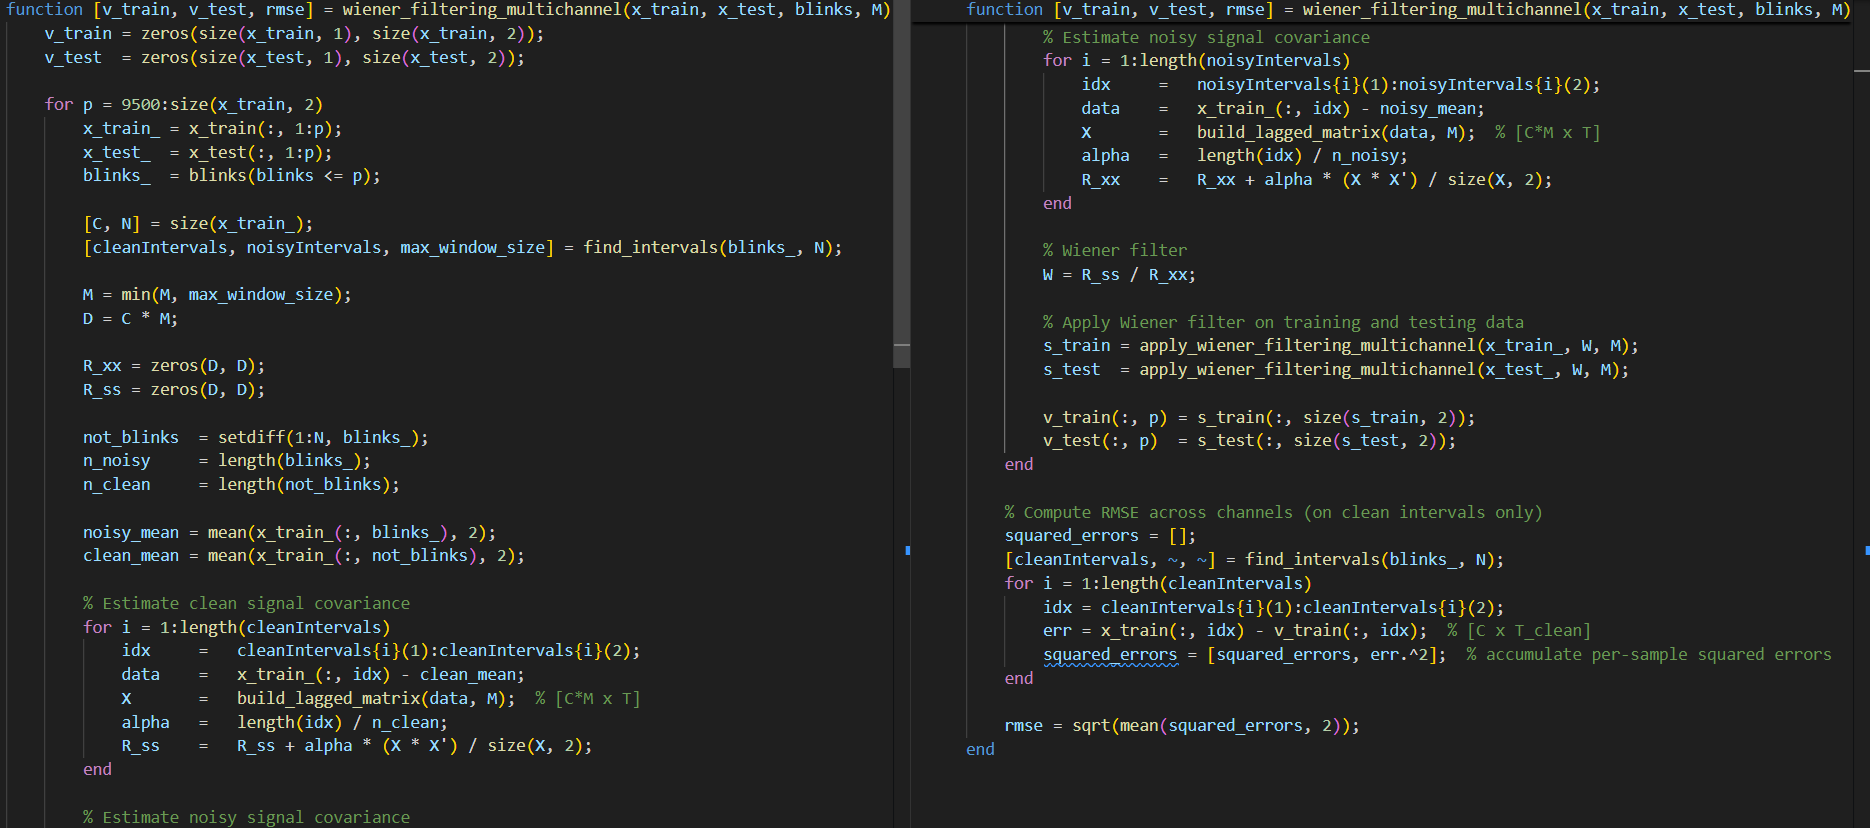 function [v_train, v_test, rmse] = wiener_filtering_multichannel(x_train, x_test, blinks, M)
    v_train = zeros(size(x_train, 1), size(x_train, 2));
    v_test  = zeros(size(x_test, 1), size(x_test, 2));

    for p = 9500:size(x_train, 2)
        x_train_ = x_train(:, 1:p);
        x_test_  = x_test(:, 1:p);
        blinks_  = blinks(blinks <= p);

        [C, N] = size(x_train_);
        [cleanIntervals, noisyIntervals, max_window_size] = find_intervals(blinks_, N);

        M = min(M, max_window_size);
        D = C * M;

        R_xx = zeros(D, D);
        R_ss = zeros(D, D);

        not_blinks  = setdiff(1:N, blinks_);
        n_noisy     = length(blinks_);
        n_clean     = length(not_blinks);

        noisy_mean = mean(x_train_(:, blinks_), 2);
        clean_mean = mean(x_train_(:, not_blinks), 2);

        % Estimate clean signal covariance
        for i = 1:length(cleanIntervals)
            idx     =   cleanIntervals{i}(1):cleanIntervals{i}(2);
            data    =   x_train_(:, idx) - clean_mean;
            X       =   build_lagged_matrix(data, M);  % [C*M x T]
            alpha   =   length(idx) / n_clean;
            R_ss    =   R_ss + alpha * (X * X') / size(X, 2);
        end

        % Estimate noisy signal covariance
function [v_train, v_test, rmse] = wiener_filtering_multichannel(x_train, x_test, blinks, M)
        % Estimate noisy signal covariance
        for i = 1:length(noisyIntervals)
            idx     =   noisyIntervals{i}(1):noisyIntervals{i}(2);
            data    =   x_train_(:, idx) - noisy_mean;
            X       =   build_lagged_matrix(data, M);  % [C*M x T]
            alpha   =   length(idx) / n_noisy;
            R_xx    =   R_xx + alpha * (X * X') / size(X, 2);
        end

        % Wiener filter
        W = R_ss / R_xx;

        % Apply Wiener filter on training and testing data
        s_train = apply_wiener_filtering_multichannel(x_train_, W, M);
        s_test  = apply_wiener_filtering_multichannel(x_test_, W, M);

        v_train(:, p) = s_train(:, size(s_train, 2));
        v_test(:, p)  = s_test(:, size(s_test, 2));
    end

    % Compute RMSE across channels (on clean intervals only)
    squared_errors = [];
    [cleanIntervals, ~, ~] = find_intervals(blinks_, N);
    for i = 1:length(cleanIntervals)
        idx = cleanIntervals{i}(1):cleanIntervals{i}(2);
        err = x_train(:, idx) - v_train(:, idx);  % [C x T_clean]
        squared_errors = [squared_errors, err.^2];  % accumulate per-sample squared errors
    end

    rmse = sqrt(mean(squared_errors, 2));
end